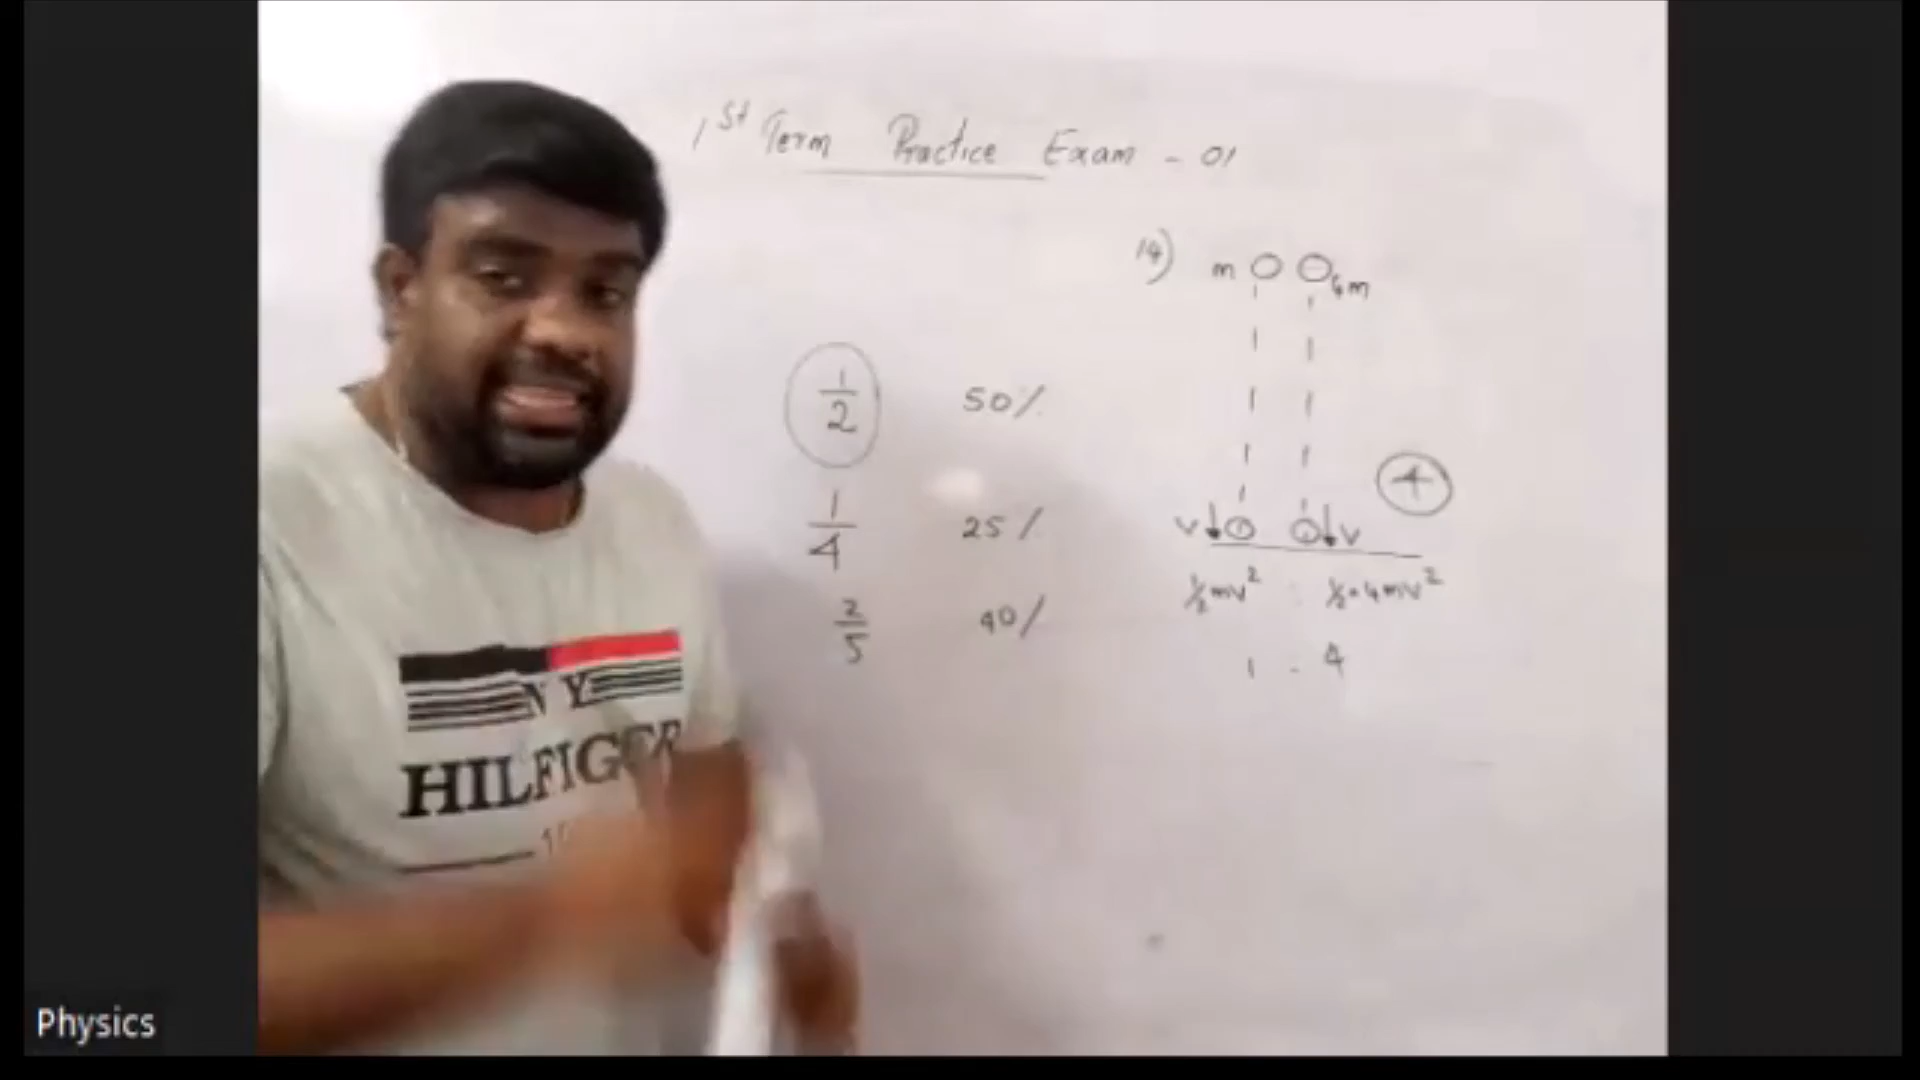 1st Term Practice Exam - 01
14) m 4m
1/2 50%
1/4 25%
2/5 40%
4
v v
1/2mv² : 1/2·4mv²
1 - 4
NY
HILFIGER
Physics